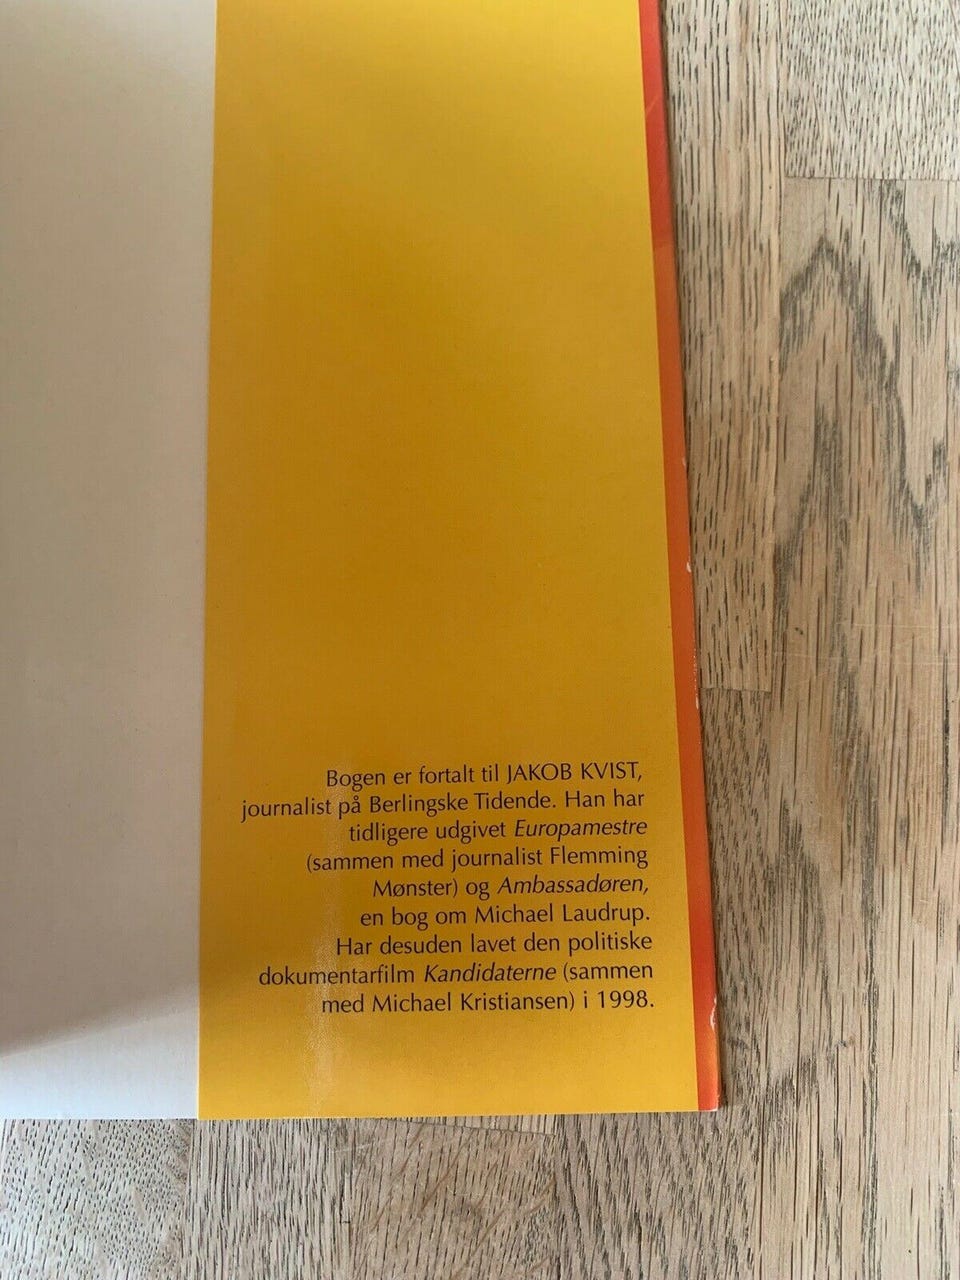 Bogen er fortalt til JAKOB KVIST,
journalist på Berlingske Tidende. Han har
tidligere udgivet Europamestre
(sammen med journalist Flemming
Mønster) og Ambassadøren,
en bog om Michael Laudrup.
Har desuden lavet den politiske
dokumentarfilm Kandidaterne (sammen
med Michael Kristiansen) i 1998.